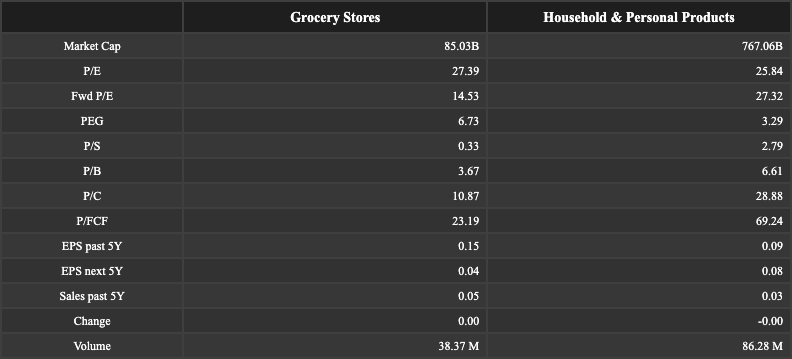 Grocery Stores Household & Personal Products
Market Cap 85.03B 767.06B
P/E 27.39 25.84
Fwd P/E 14.53 27.32
PEG 6.73 3.29
P/S 0.33 2.79
P/B 3.67 6.61
P/C 10.87 28.88
P/FCF 23.19 69.24
EPS past 5Y 0.15 0.09
EPS next 5Y 0.04 0.08
Sales past 5Y 0.05 0.03
Change 0.00 -0.00
Volume 38.37 M 86.28 M